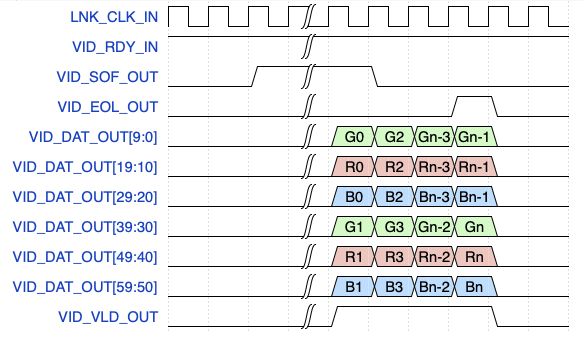 LNK_CLK_IN
VID_RDY_IN
VID_SOF_OUT
VID_EOL_OUT
VID_DAT_OUT[9:0] G0 G2 Gn-3 Gn-1
VID_DAT_OUT[19:10] R0 R2 Rn-3 Rn-1
VID_DAT_OUT[29:20] B0 B2 Bn-3 Bn-1
VID_DAT_OUT[39:30] G1 G3 Gn-2 Gn
VID_DAT_OUT[49:40] R1 R3 Rn-2 Rn
VID_DAT_OUT[59:50] B1 B3 Bn-2 Bn
VID_VLD_OUT